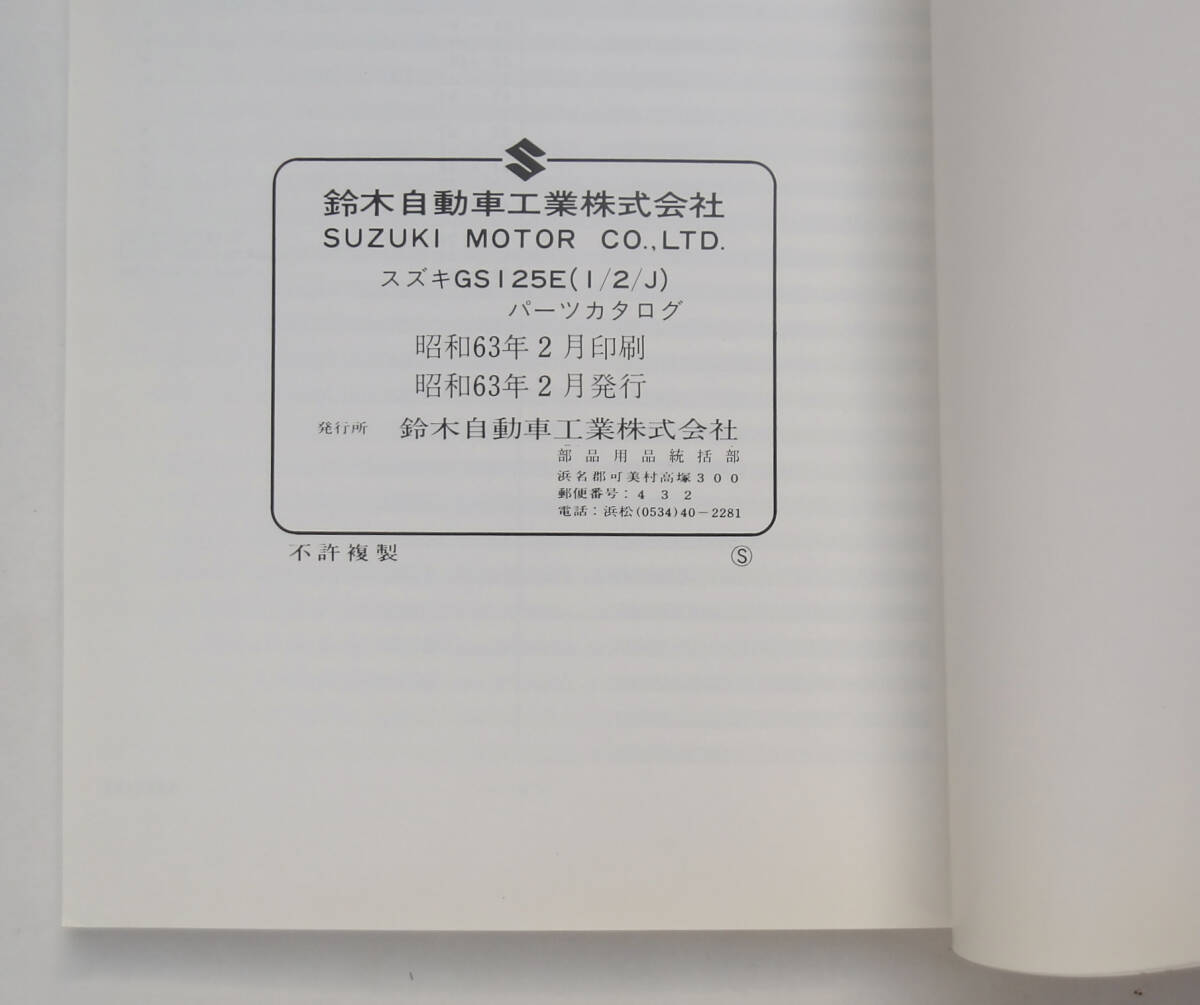 鈴木自動車工業株式会社
SUZUKI MOTOR CO.,LTD.
スズキGS125E(1/2/J)
パーツカタログ
昭和63年2月印刷
昭和63年2月発行
発行所 鈴木自動車工業株式会社
部品用品統括部
浜名郡可美村高塚300
郵便番号:432
電話:浜松(0534)40-2281
不許複製 Ⓢ